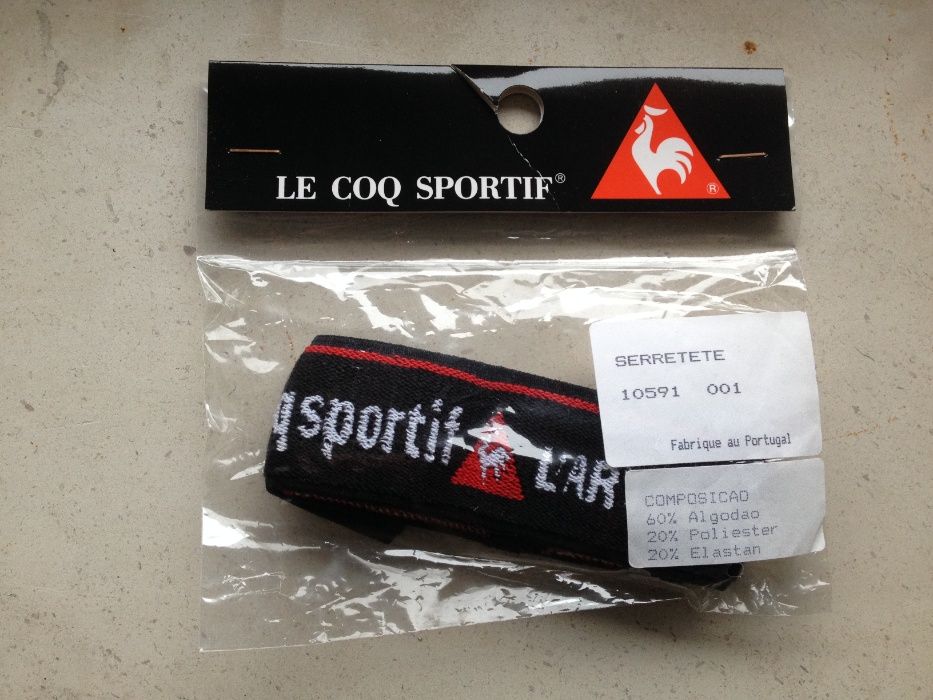 LE COQ SPORTIF®
®
SERRETETE
10591 001
Fabrique au Portugal
q sportif L'AR
COMPOSICAO
60% Algodao
20% Poliester
20% Elastan